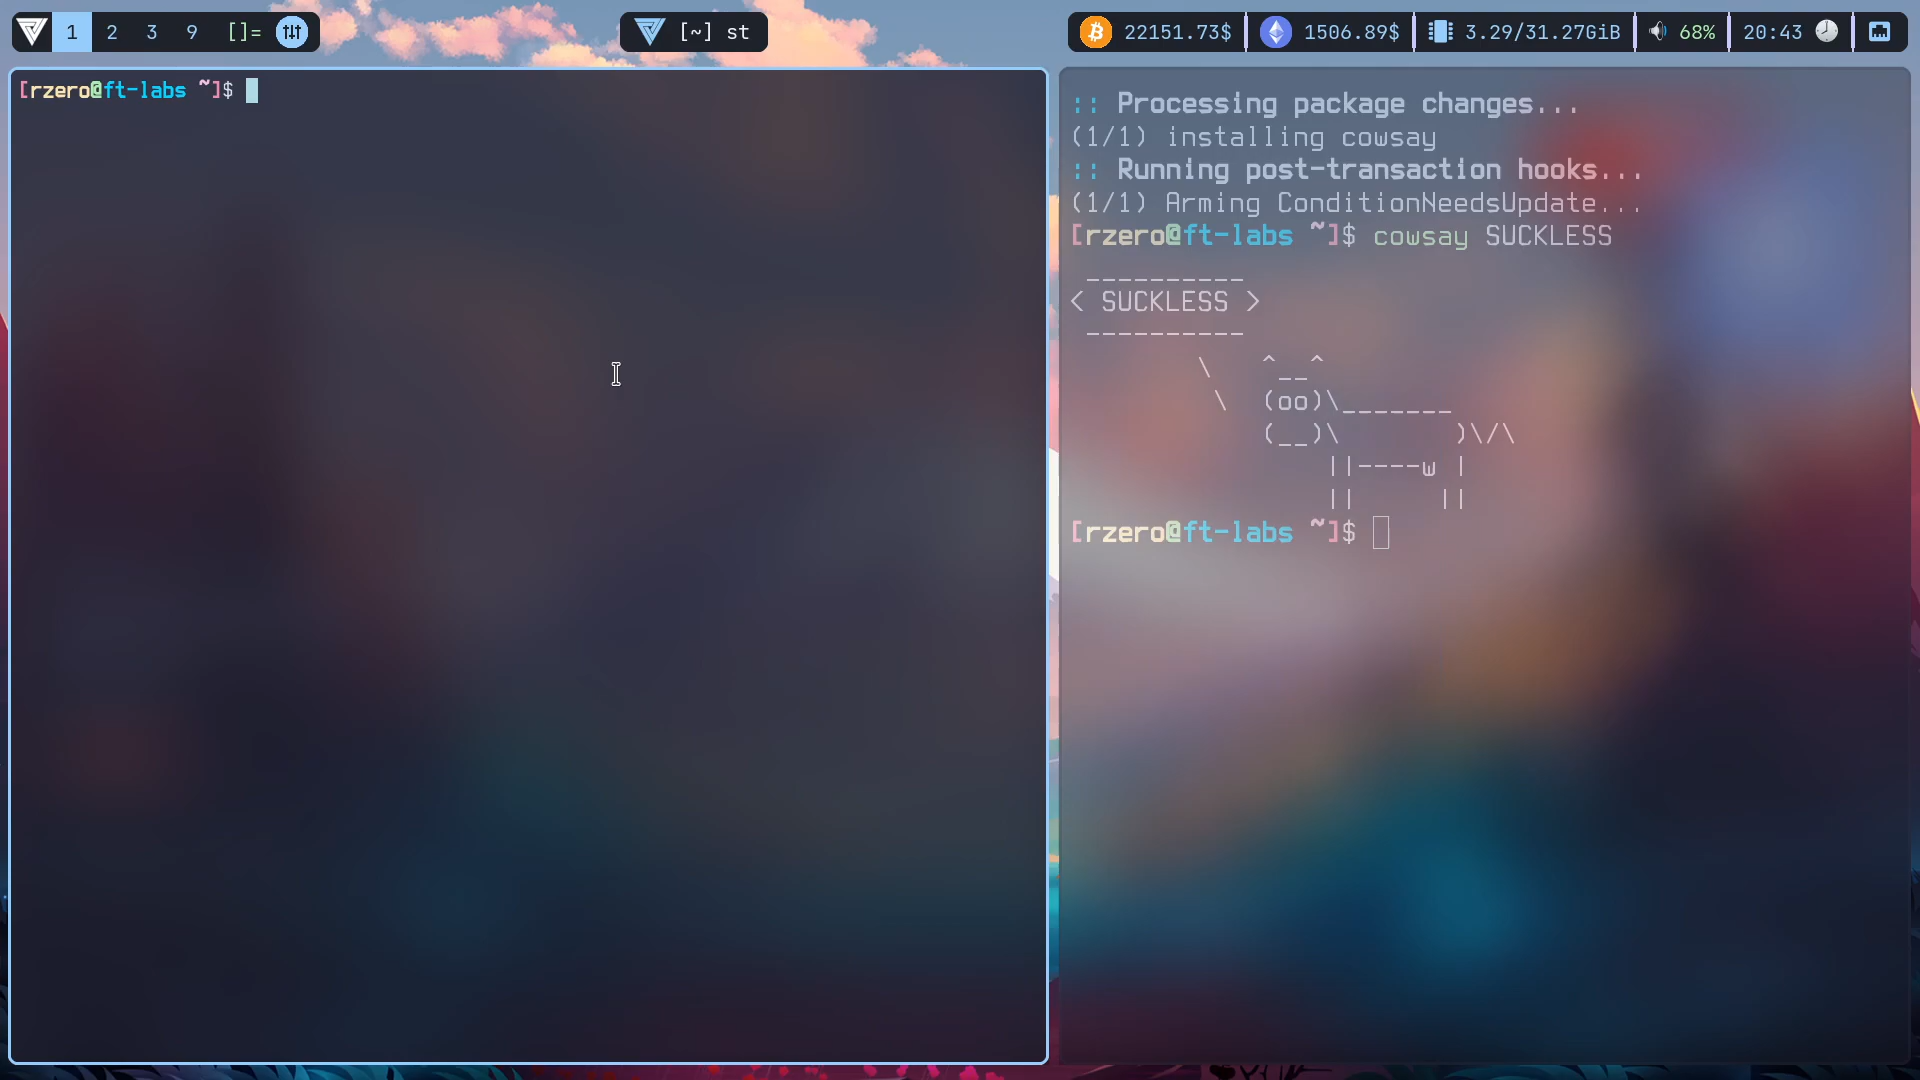 1 2 3 9 []=
[~] st
22151.73$ 1506.89$ 3.29/31.27GiB 68% 20:43
[rzero@ft-labs ~]$
:: Processing package changes...
(1/1) installing cowsay
:: Running post-transaction hooks...
(1/1) Arming ConditionNeedsUpdate...
[rzero@ft-labs ~]$ cowsay SUCKLESS
 __________
< SUCKLESS >
 ----------
        \   ^__^
         \  (oo)\_______
            (__)\       )\/\
                ||----w |
                ||     ||
[rzero@ft-labs ~]$